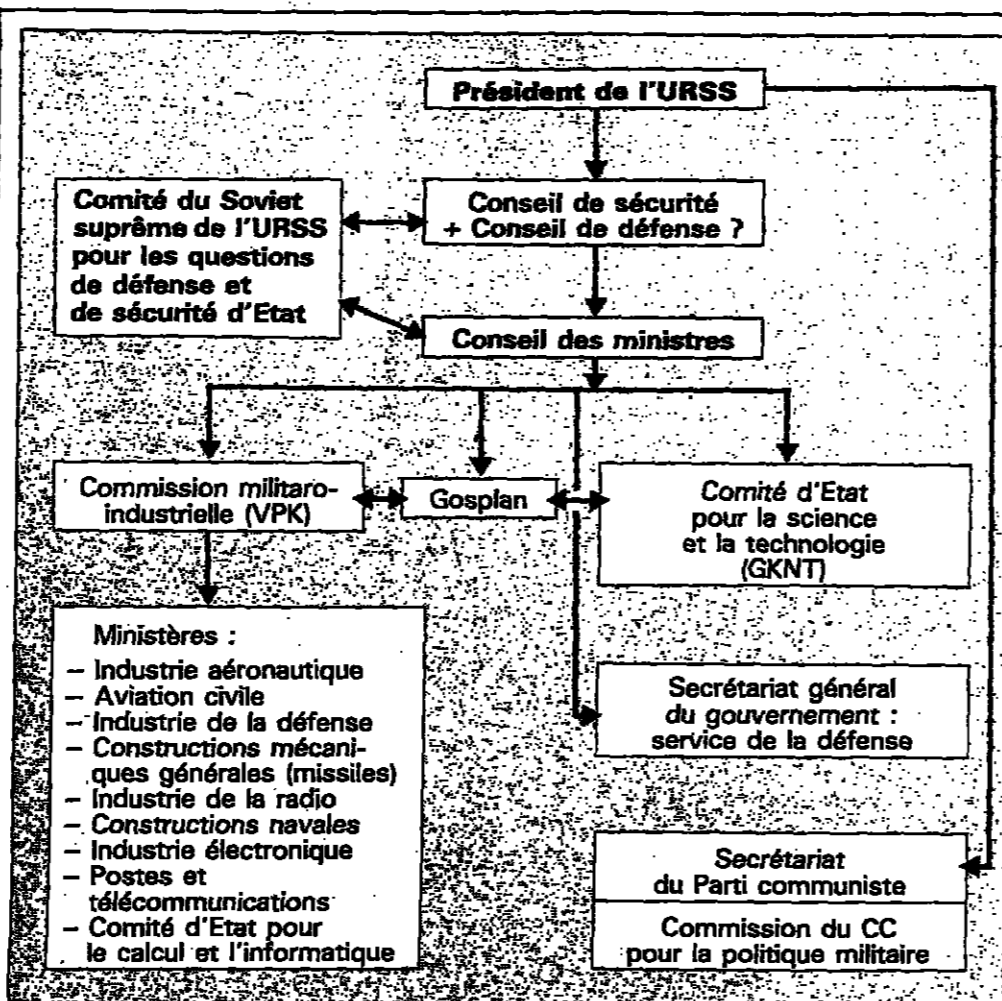 Président de l'URSS
Comité du Soviet
suprême de l'URSS
pour les questions
de défense et
de sécurité d'Etat
Conseil de sécurité
+ Conseil de défense ?
Conseil des ministres
Commission militaro-
industrielle (VPK)
Gosplan
Comité d'Etat
pour la science
et la technologie
(GKNT)
Ministères :
– Industrie aéronautique
– Aviation civile
– Industrie de la défense
– Constructions mécani-
ques générales (missiles)
– Industrie de la radio
– Constructions navales
– Industrie électronique
– Postes et
télécommunications
– Comité d'Etat pour
le calcul et l'informatique
Secrétariat général
du gouvernement :
service de la défense
Secrétariat
du Parti communiste
Commission du CC
pour la politique militaire